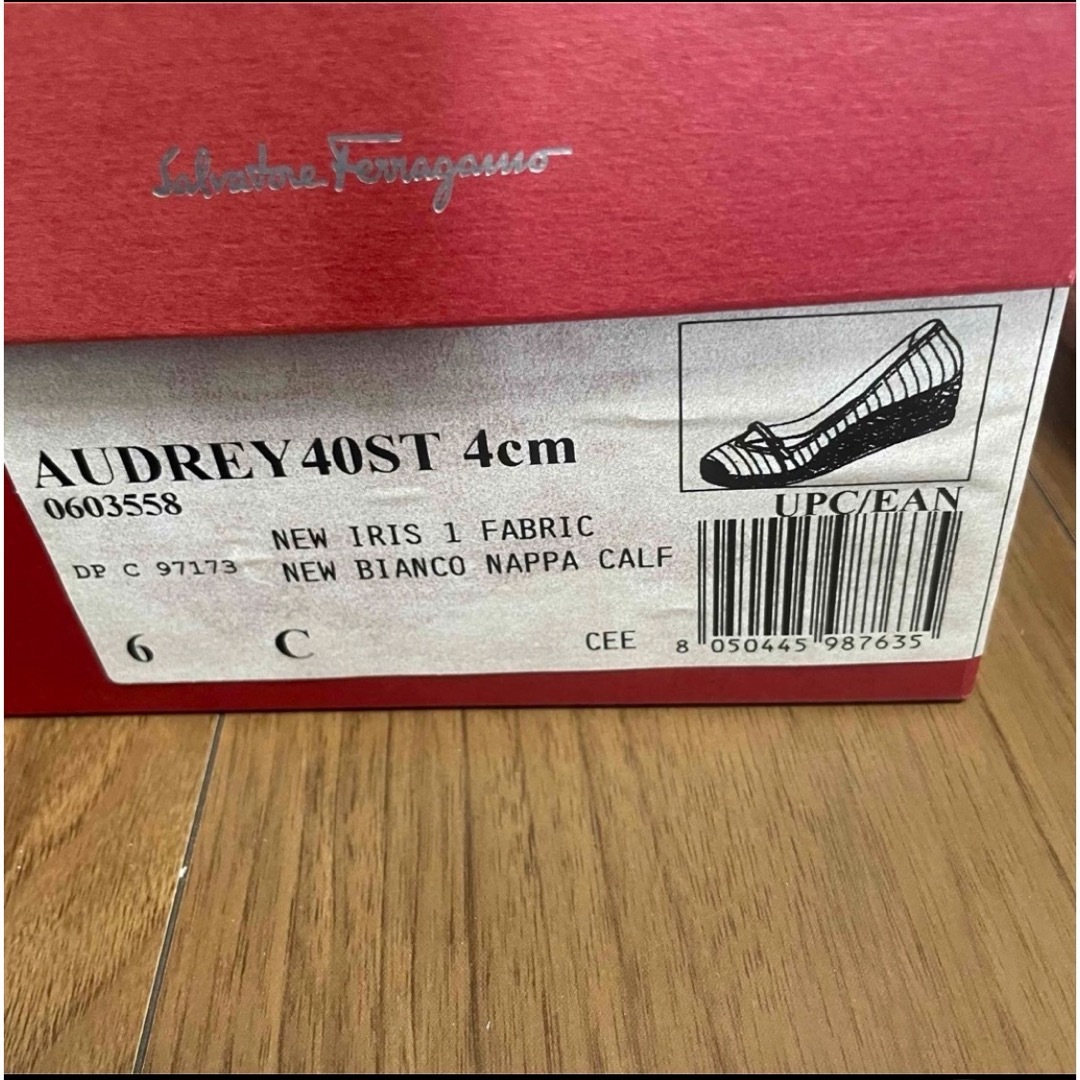 Salvatore Ferragamo
AUDREY40ST 4cm
0603558
NEW IRIS 1 FABRIC
DP C 97173 NEW BIANCO NAPPA CALF
6 C CEE
UPC/EAN
8 050445 987635